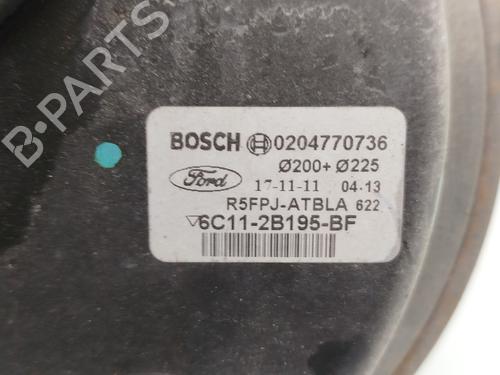 BOSCH 0204770736
Ø200+Ø225
Ford 17-11-11 04.13
R5FPJ-ATBLA 622
▽6C11-2B195-BF
B-PARTS